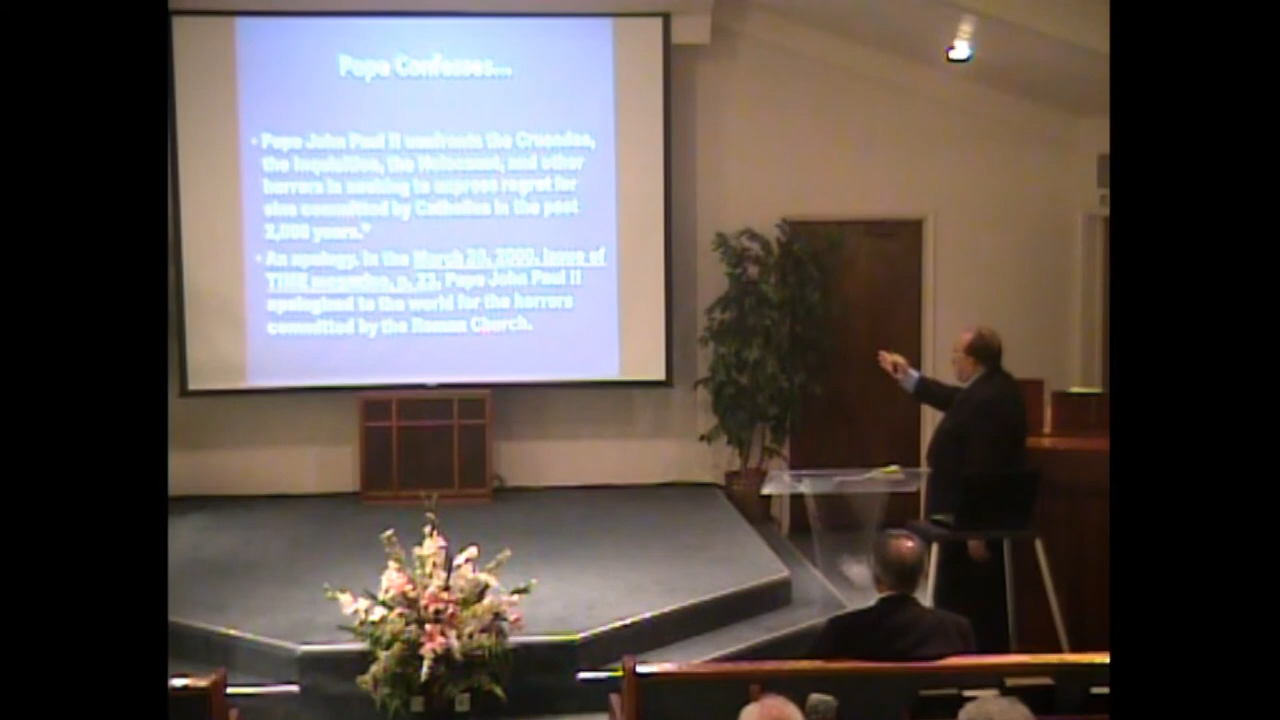 Pope Confesses...
• Pope John Paul II confronts the Crusades,
the Inquisition, the Holocaust, and other
horrors in seeking to express regret for
sins committed by Catholics in the past
2,000 years."
• An apology. In the March 20, 2000, issue of
TIME magazine, p. 23, Pope John Paul II
apologized to the world for the horrors
committed by the Roman Church.